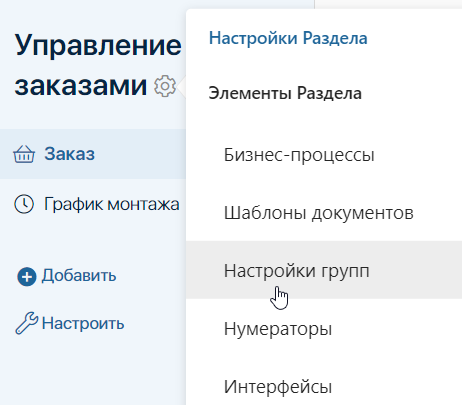 Управление
заказами
Заказ
График монтажа
Добавить
Настроить
Настройки Раздела
Элементы Раздела
Бизнес-процессы
Шаблоны документов
Настройки групп
Нумераторы
Интерфейсы